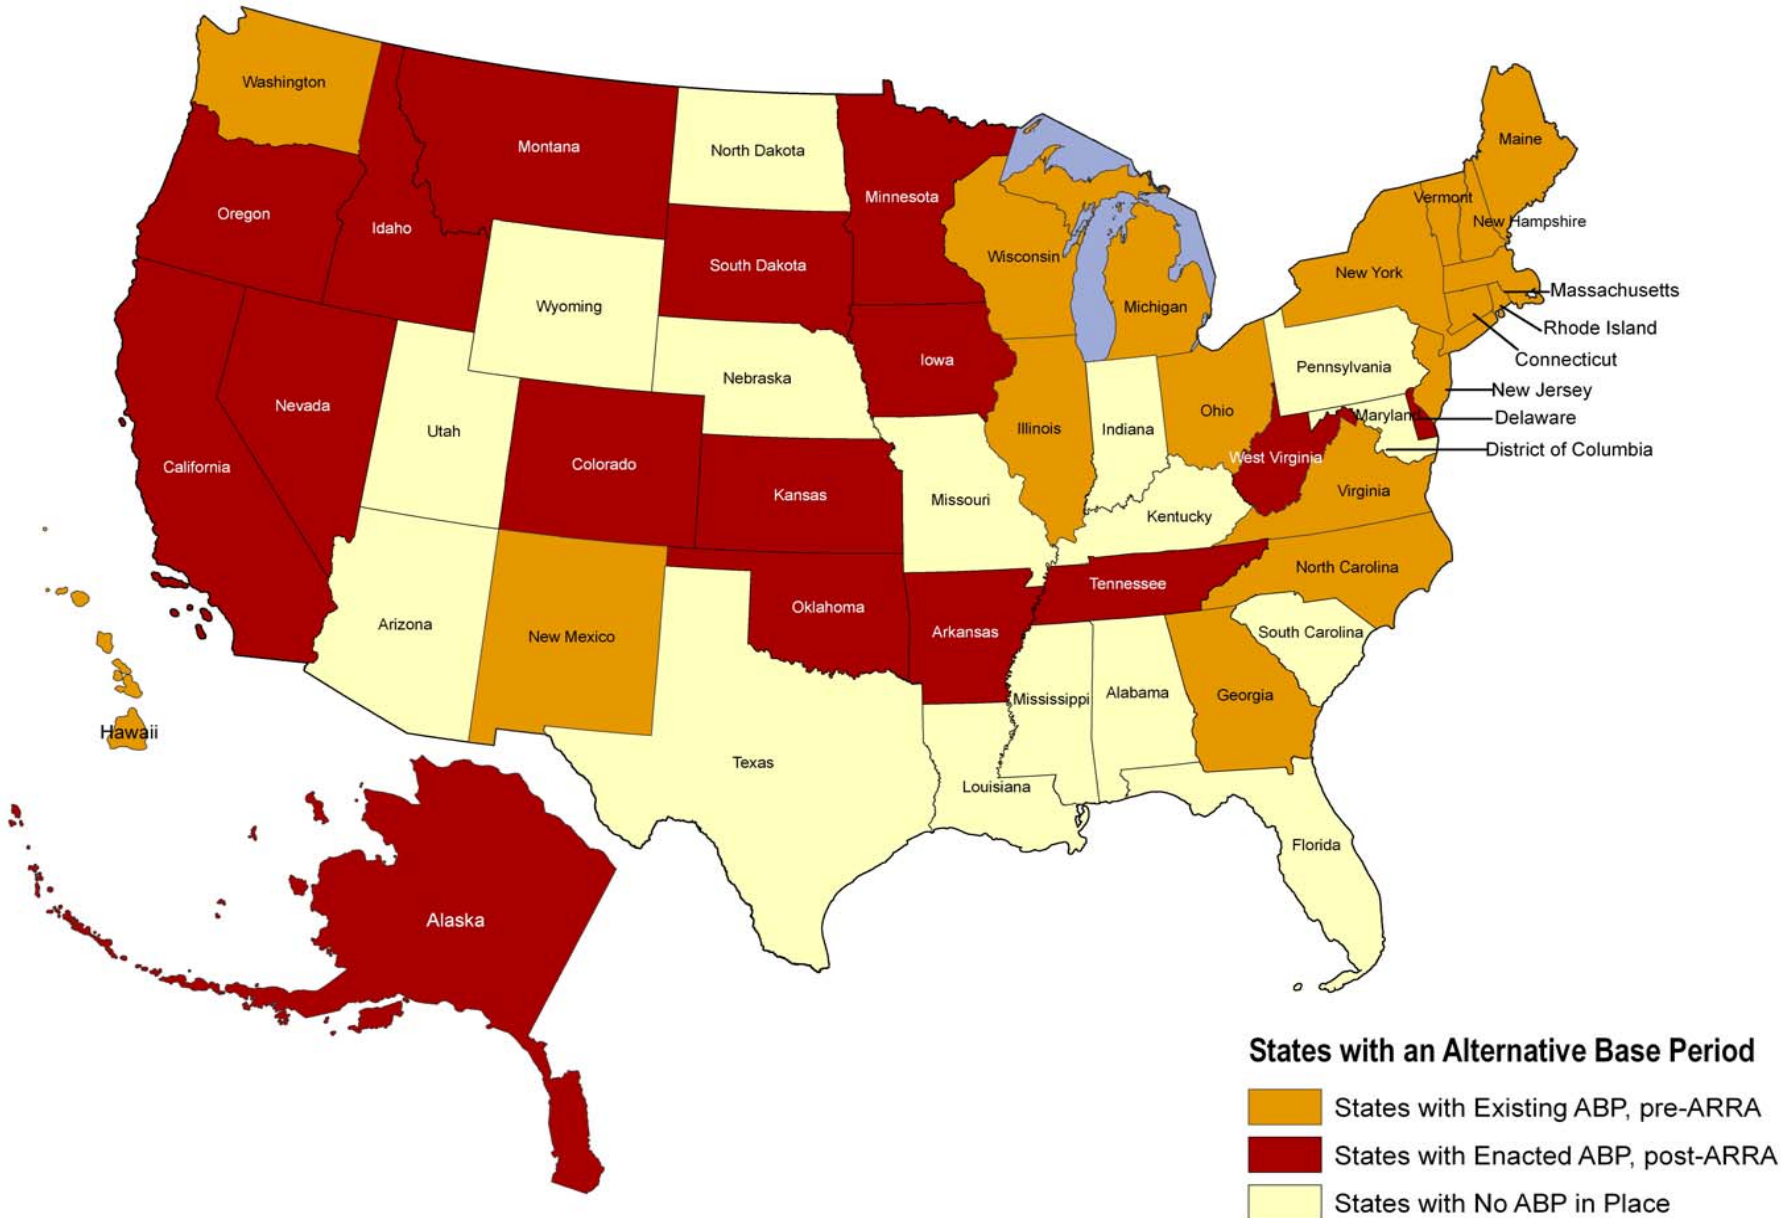 Washington
Montana
North Dakota
Minnesota
Maine
Vermont
New Hampshire
Oregon
Idaho
South Dakota
Wisconsin
Michigan
New York
Massachusetts
Rhode Island
Connecticut
Wyoming
Iowa
Pennsylvania
New Jersey
Nebraska
Nevada
Utah
Illinois
Indiana
Ohio
Maryland
Delaware
District of Columbia
California
Colorado
Kansas
Missouri
West Virginia
Virginia
Kentucky
North Carolina
Tennessee
Arizona
New Mexico
Oklahoma
Arkansas
South Carolina
Mississippi
Alabama
Georgia
Hawaii
Texas
Louisiana
Florida
Alaska
States with an Alternative Base Period
States with Existing ABP, pre-ARRA
States with Enacted ABP, post-ARRA
States with No ABP in Place